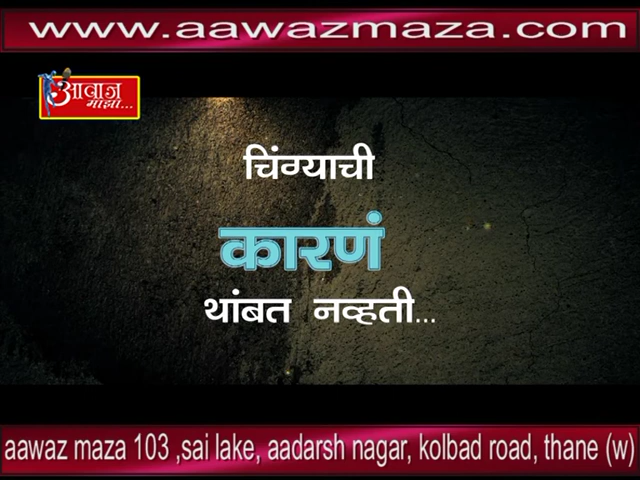 www.aawazmaza.com
आवाज
माझा...
चिंग्याची
कारणं
थांबत नव्हती...
aawaz maza 103 ,sai lake, aadarsh nagar, kolbad road, thane (w)